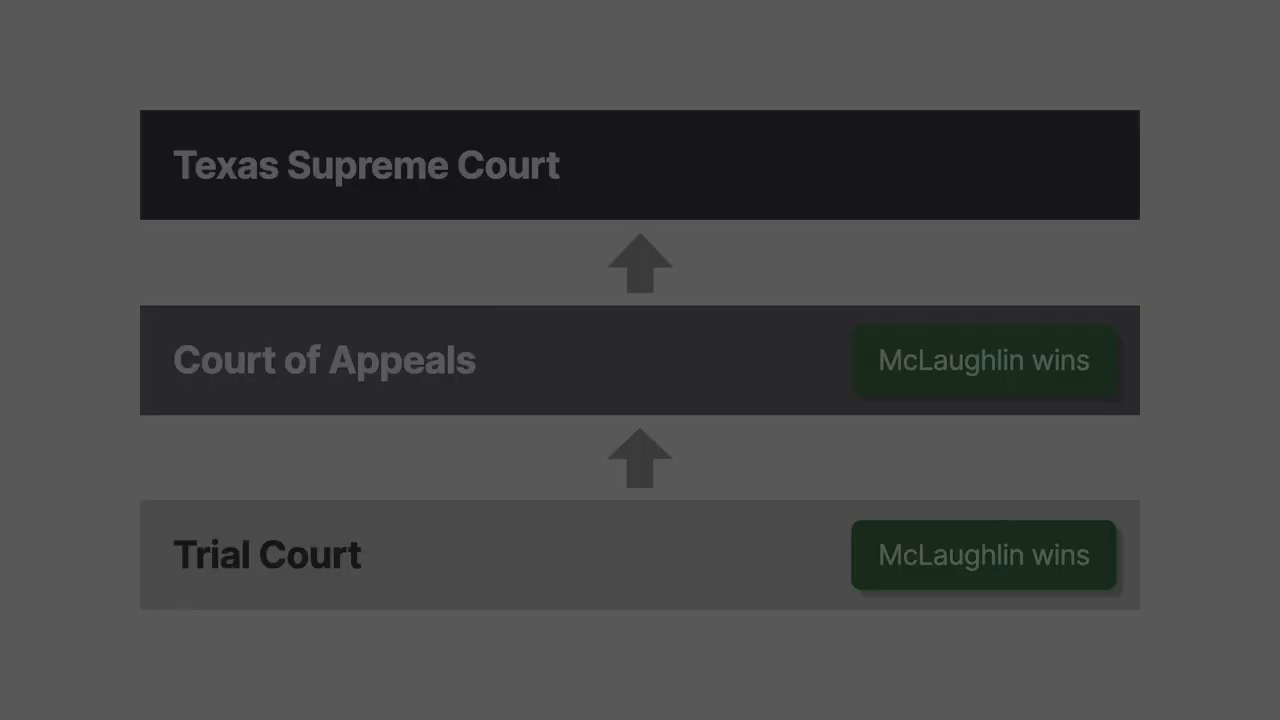 Texas Supreme Court
Court of Appeals
McLaughlin wins
Trial Court
McLaughlin wins